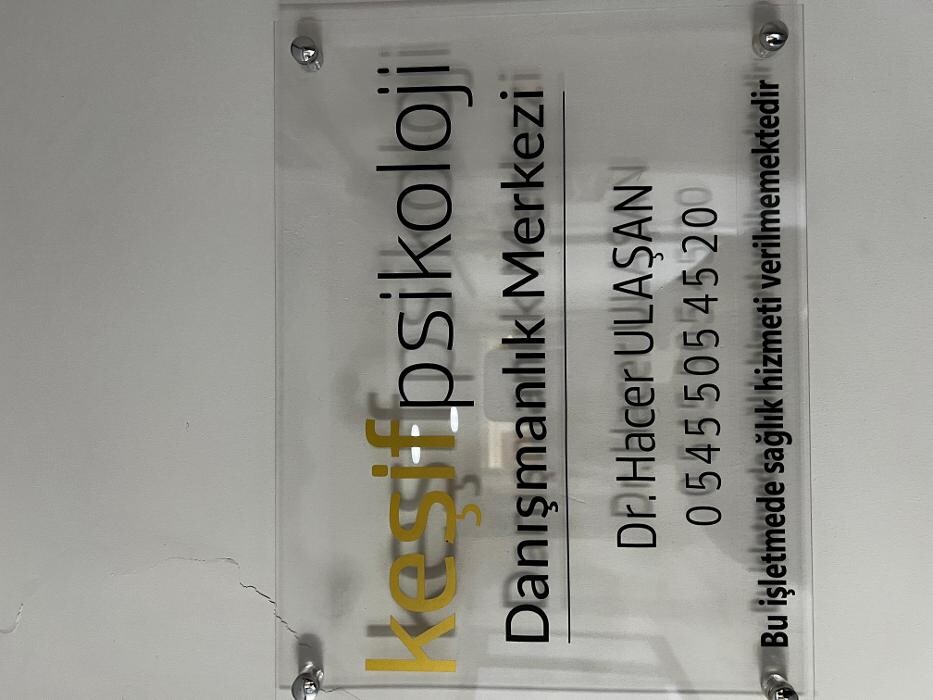 keşif psikoloji
Danışmanlık Merkezi
Dr. Hacer ULAŞAN
0 545 505 45 20
Bu işletmede sağlık hizmeti verilmemektedir